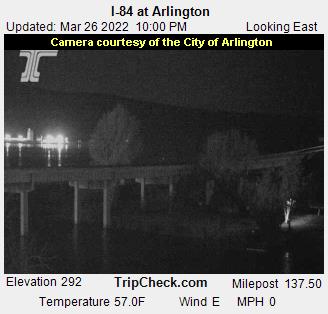 I-84 at Arlington
Updated: Mar 26 2022 10:00 PM Looking East
Camera courtesy of the City of Arlington
Elevation 292 TripCheck.com Milepost 137.50
Temperature 57.0F Wind E MPH 0